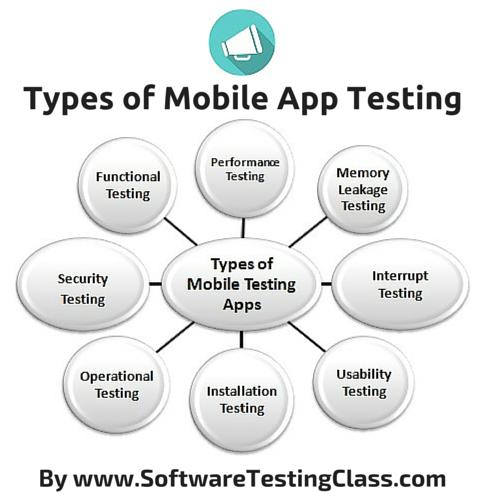 Types of Mobile App Testing
Performance
Testing
Functional
Testing
Memory
Leakage
Testing
Types of
Mobile Testing
Apps
Security
Testing
Interrupt
Testing
Operational
Testing
Installation
Testing
Usability
Testing
By www.SoftwareTestingClass.com